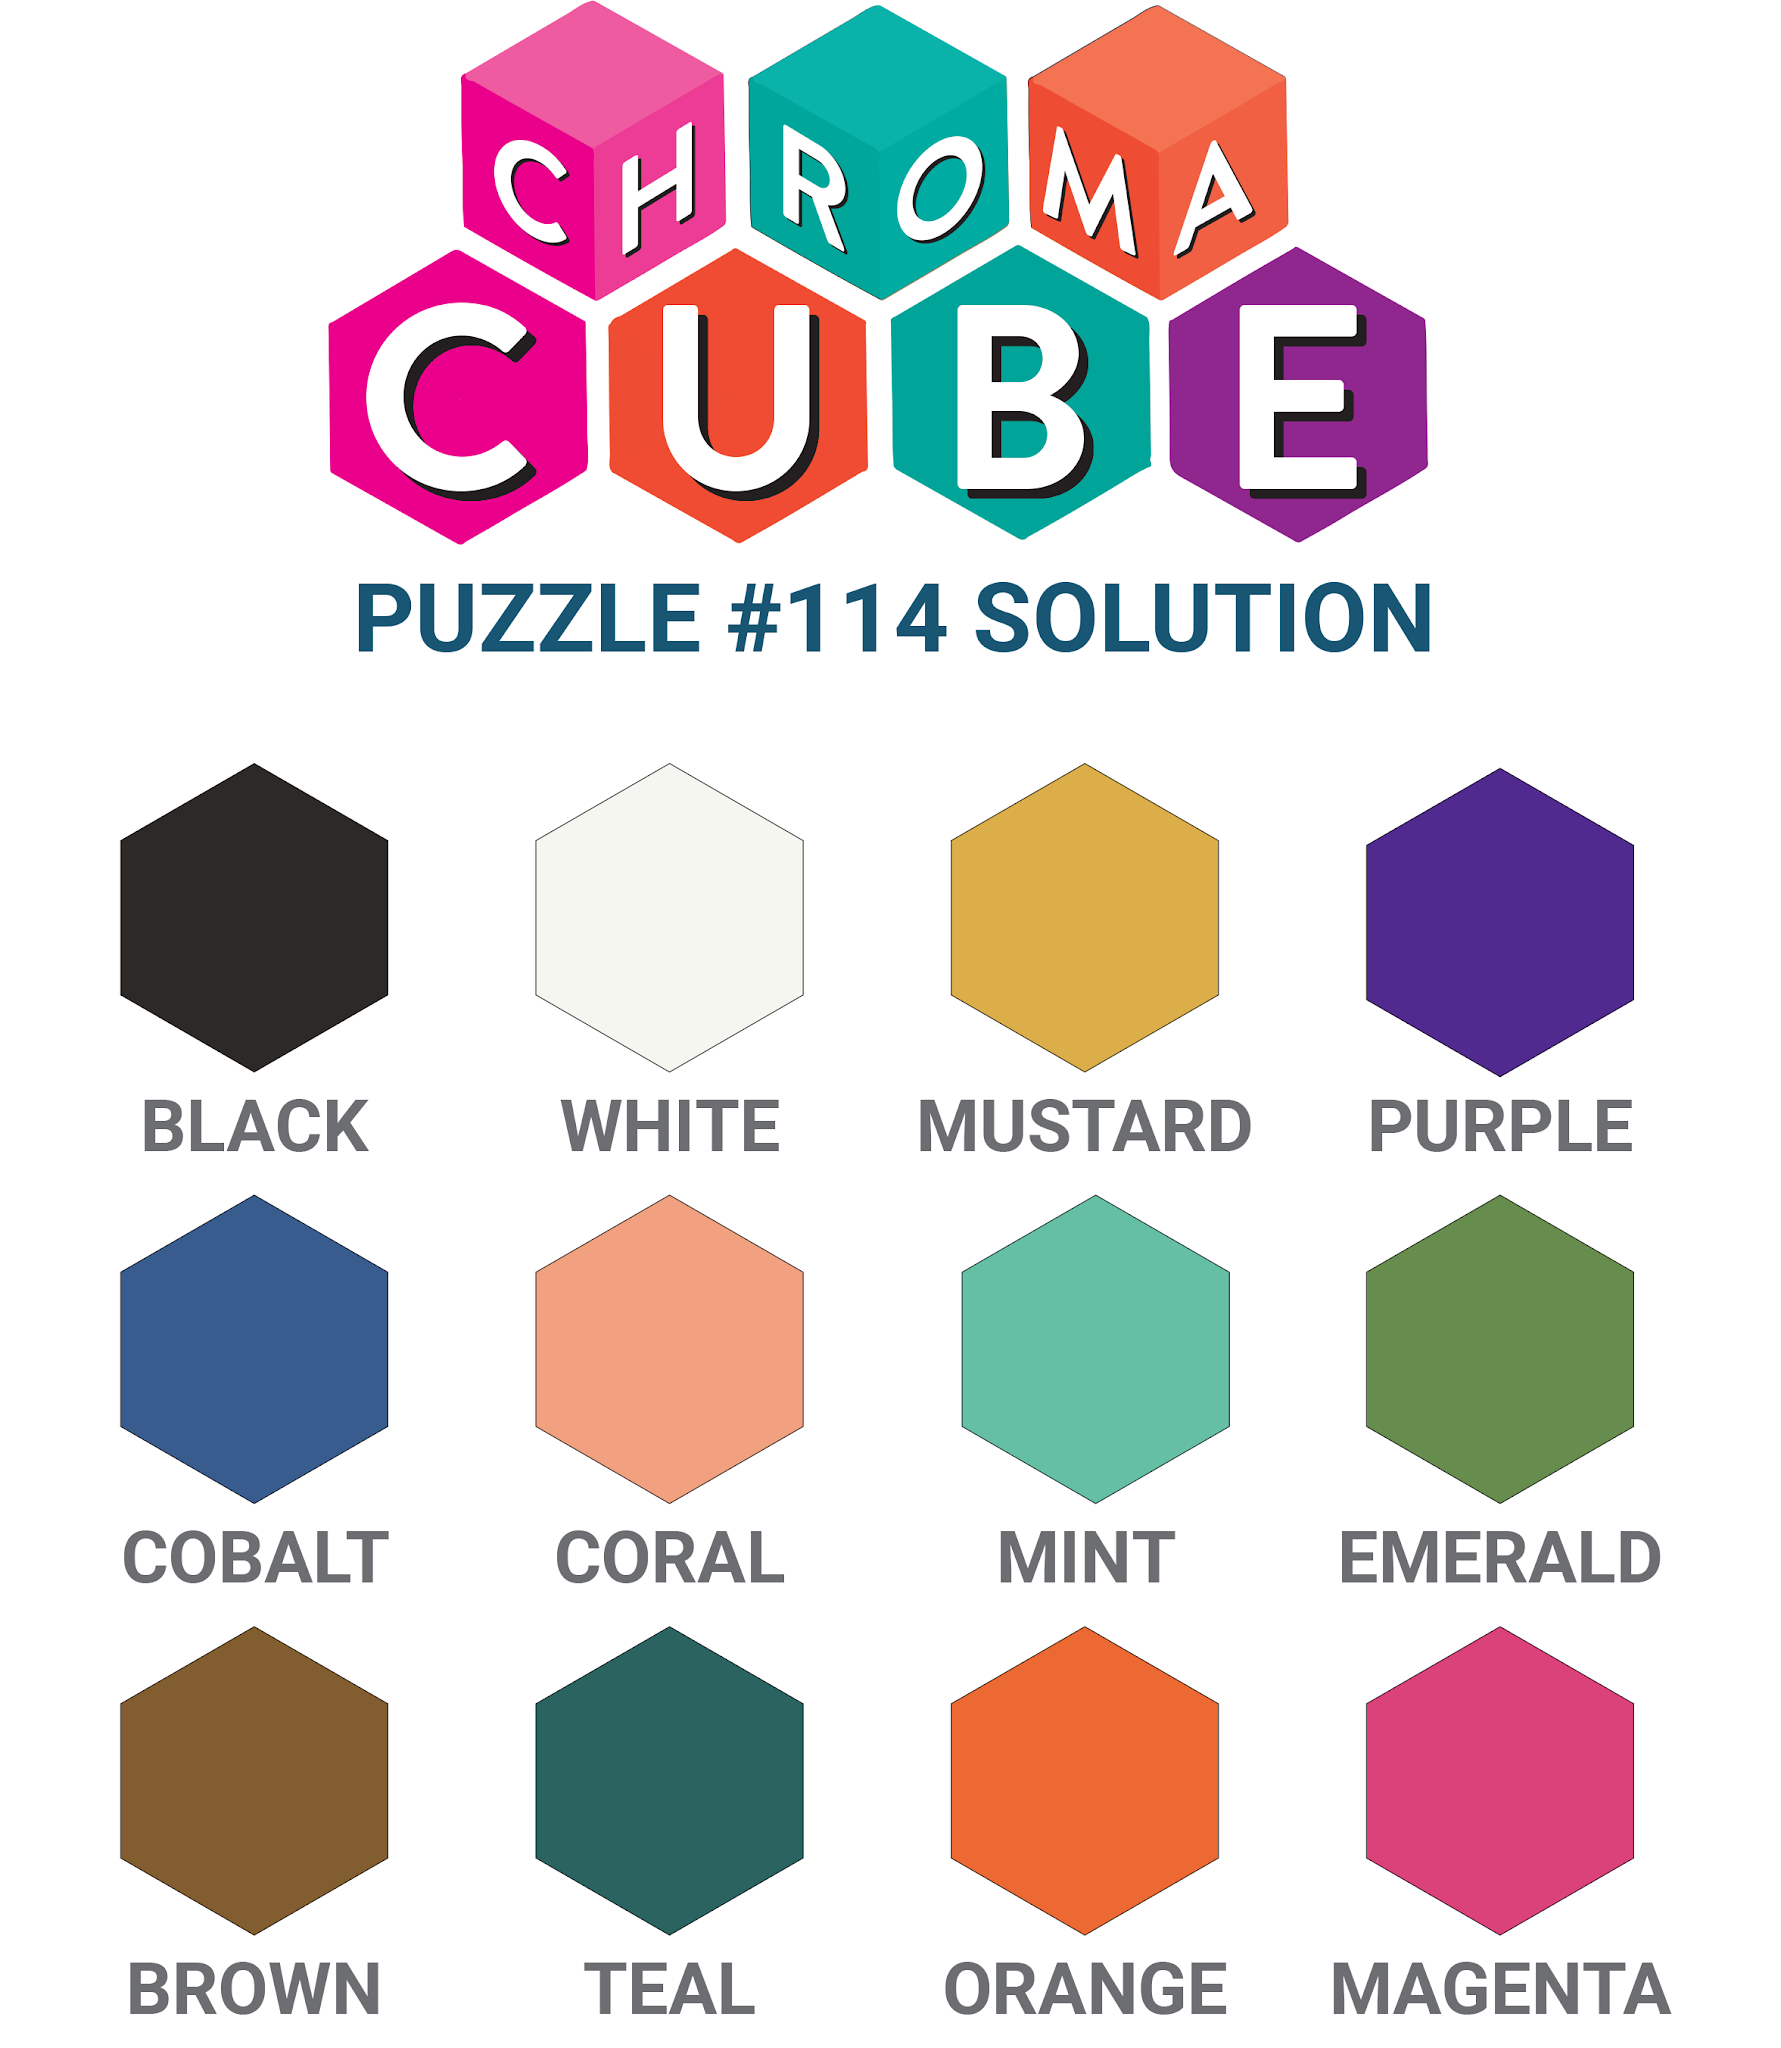 CHROMA
CUBE
PUZZLE #114 SOLUTION
BLACK WHITE MUSTARD PURPLE
COBALT CORAL MINT EMERALD
BROWN TEAL ORANGE MAGENTA